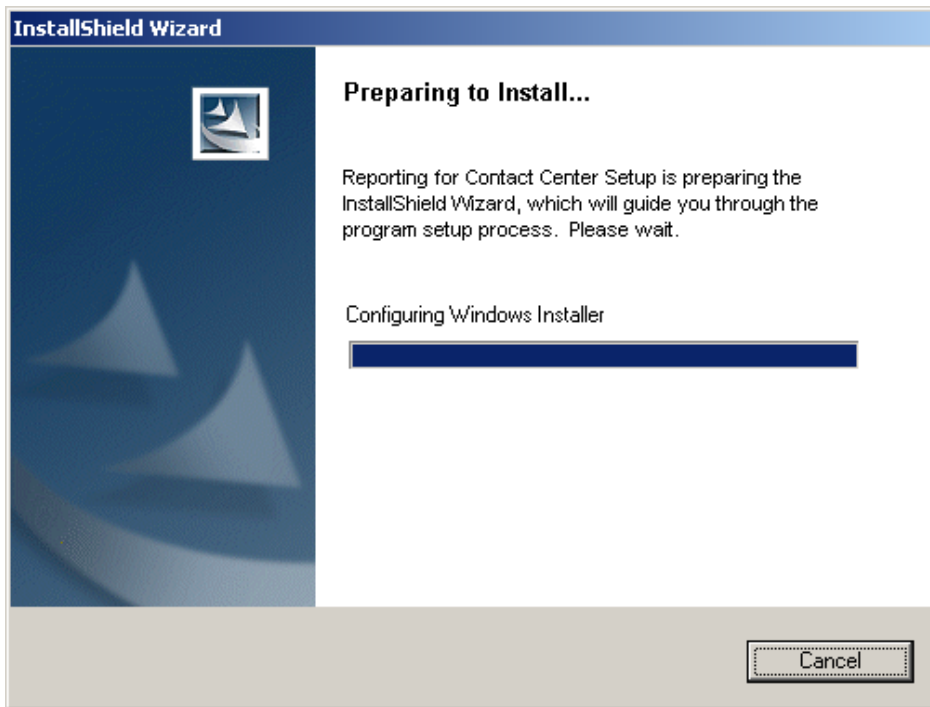 InstallShield Wizard
Preparing to Install...
Reporting for Contact Center Setup is preparing the
InstallShield Wizard, which will guide you through the
program setup process.  Please wait.
Configuring Windows Installer
Cancel